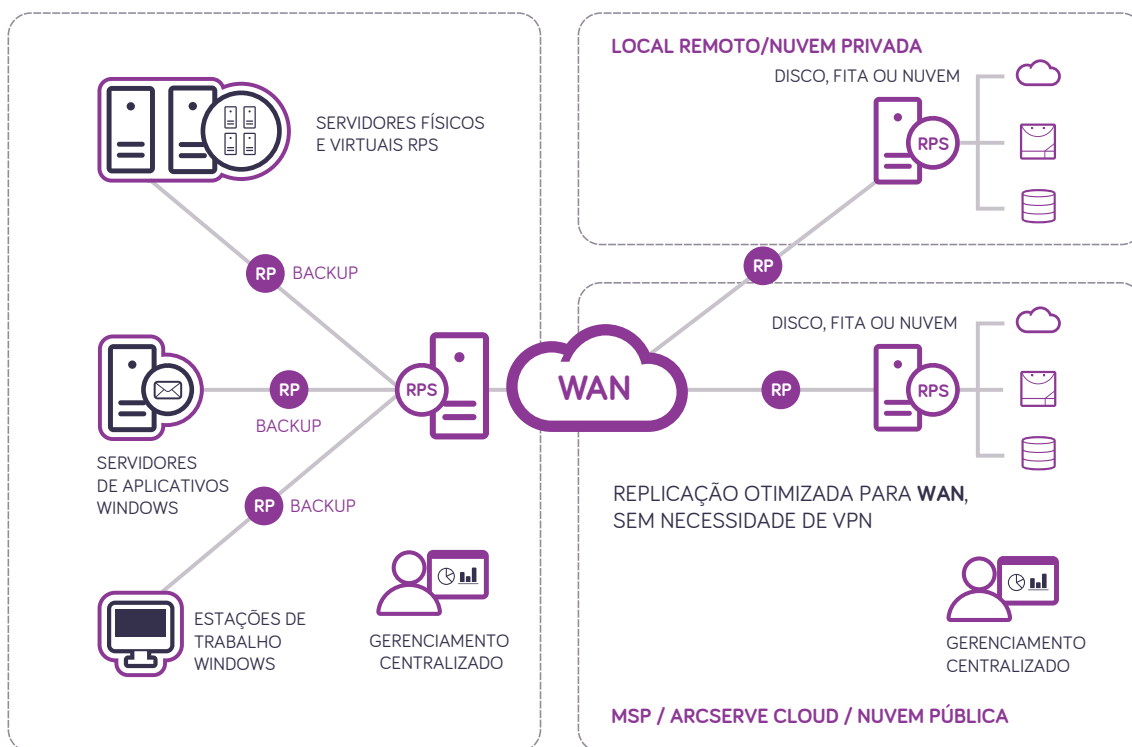 SERVIDORES FÍSICOS
E VIRTUAIS RPS
RP
BACKUP
RP
BACKUP
SERVIDORES
DE APLICATIVOS
WINDOWS
RP
BACKUP
ESTAÇÕES DE
TRABALHO
WINDOWS
RPS
GERENCIAMENTO
CENTRALIZADO
WAN
LOCAL REMOTO/NUVEM PRIVADA
DISCO, FITA OU NUVEM
RPS
RP
DISCO, FITA OU NUVEM
RP
RPS
REPLICAÇÃO OTIMIZADA PARA WAN,
SEM NECESSIDADE DE VPN
GERENCIAMENTO
CENTRALIZADO
MSP / ARCSERVE CLOUD / NUVEM PÚBLICA